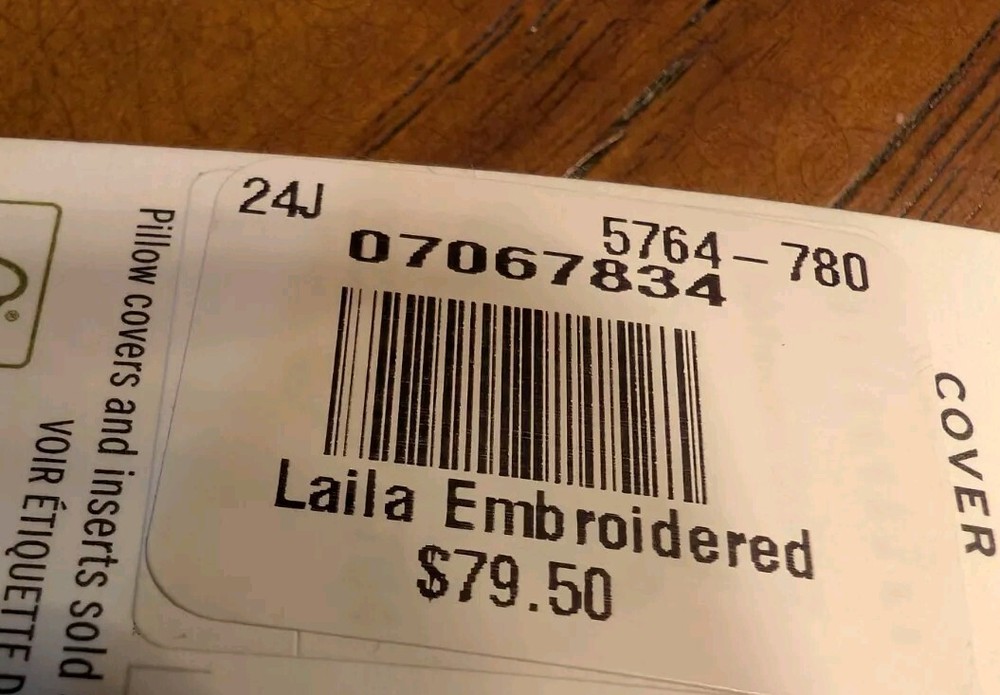 24J
5764-780
07067834
Laila Embroidered
$79.50
COVER
Pillow covers and inserts sold
VOIR ÉTIQUETTE
®